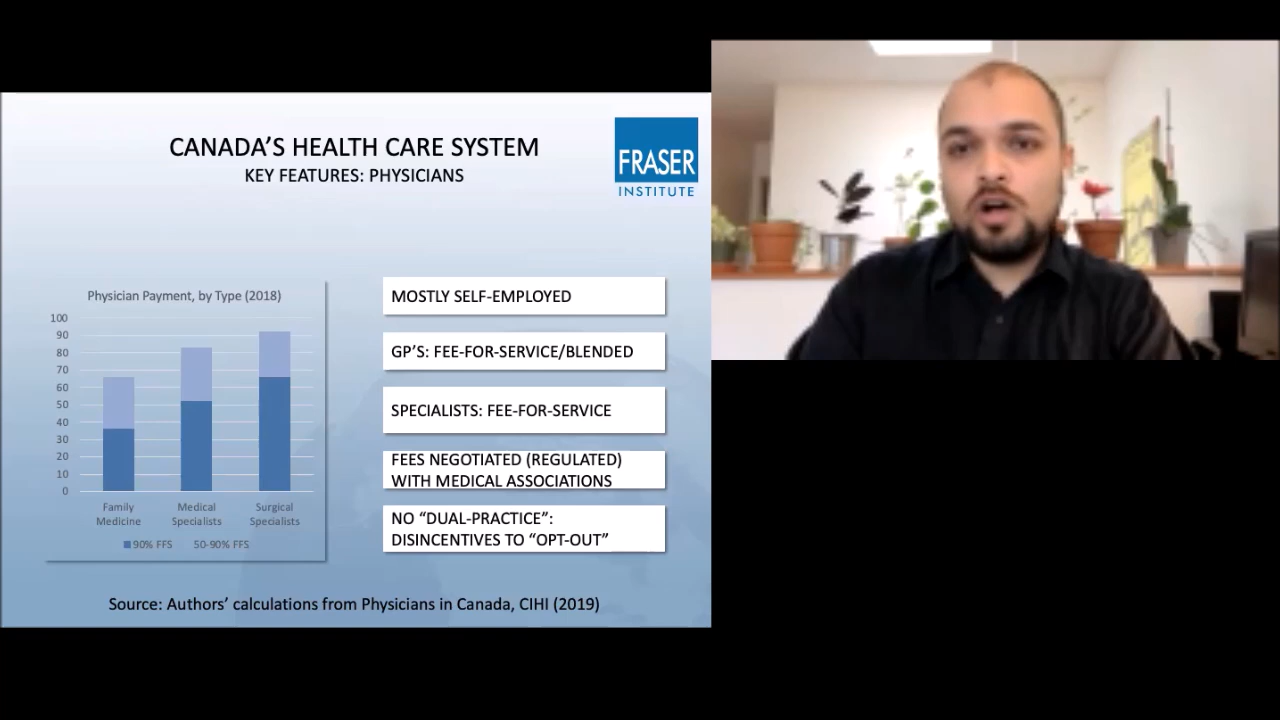 CANADA'S HEALTH CARE SYSTEM
KEY FEATURES: PHYSICIANS
FRASER
INSTITUTE
Physician Payment, by Type (2018)
100
90
80
70
60
50
40
30
20
10
0
Family
Medicine
Medical
Specialists
Surgical
Specialists
90% FFS
50-90% FFS
MOSTLY SELF-EMPLOYED
GP'S: FEE-FOR-SERVICE/BLENDED
SPECIALISTS: FEE-FOR-SERVICE
FEES NEGOTIATED (REGULATED)
WITH MEDICAL ASSOCIATIONS
NO “DUAL-PRACTICE”:
DISINCENTIVES TO “OPT-OUT”
Source: Authors' calculations from Physicians in Canada, CIHI (2019)